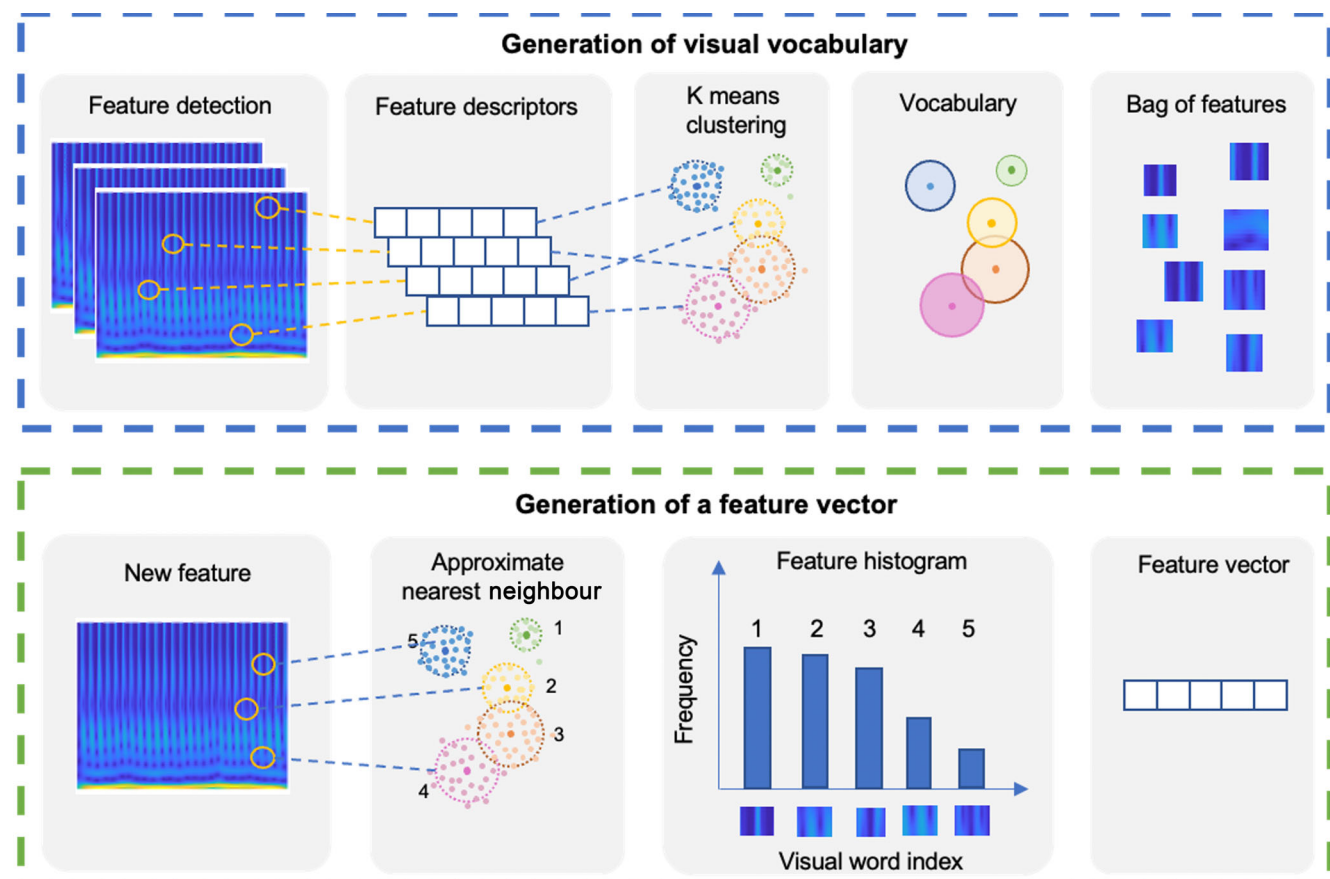 Generation of visual vocabulary
Feature detection
Feature descriptors
K means
clustering
Vocabulary
Bag of features
Generation of a feature vector
New feature
Approximate
nearest neighbour
5
1
2
3
4
Feature histogram
Frequency
1 2 3 4 5
Visual word index
Feature vector